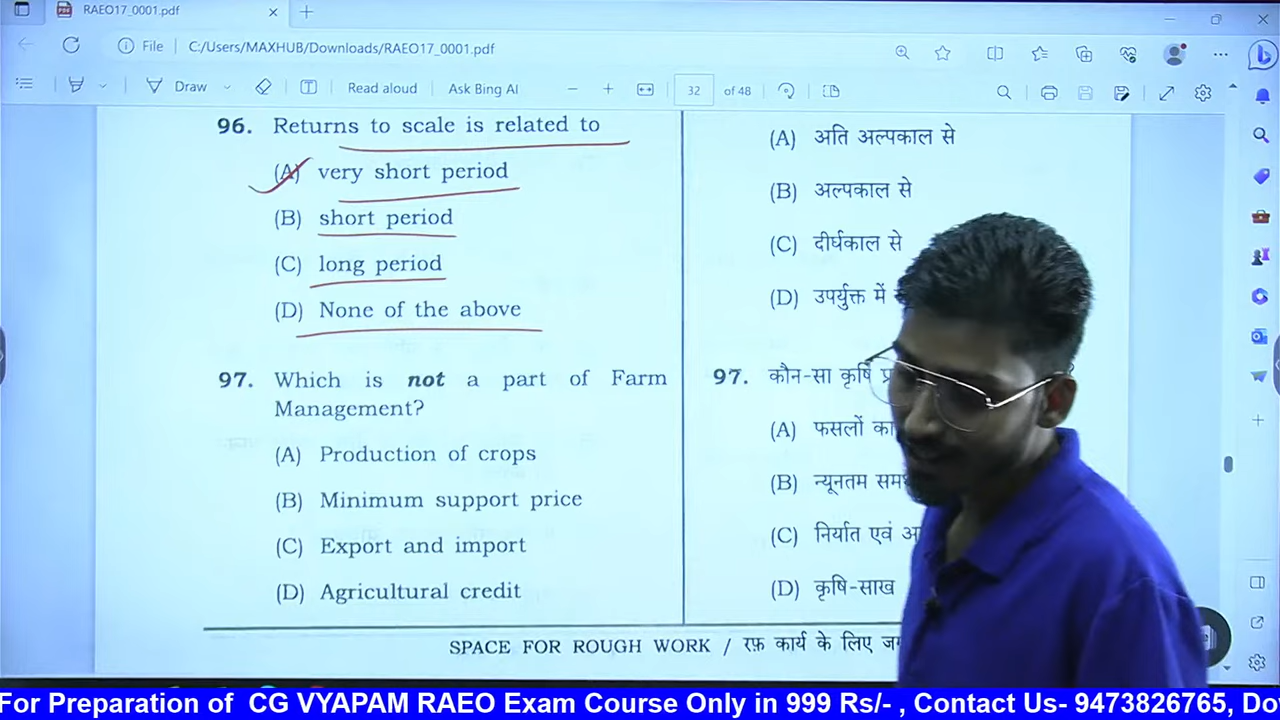 RAEO17_0001.pdf
File C:/Users/MAXHUB/Downloads/RAEO17_0001.pdf
Draw Read aloud Ask Bing AI 32 of 48
96. Returns to scale is related to
(A) very short period
(B) short period
(C) long period
(D) None of the above
97. Which is not a part of Farm
Management?
(A) Production of crops
(B) Minimum support price
(C) Export and import
(D) Agricultural credit
(A) अति अल्पकाल से
(B) अल्पकाल से
(C) दीर्घकाल से
(D) उपर्युक्त में
97. कौन-सा कृषि
(A) फसलों का
(B) न्यूनतम
(C) निर्यात एवं
(D) कृषि-साख
SPACE FOR ROUGH WORK / रफ़ कार्य के लिए
For Preparation of CG VYAPAM RAEO Exam Course Only in 999 Rs/- , Contact Us- 9473826765,